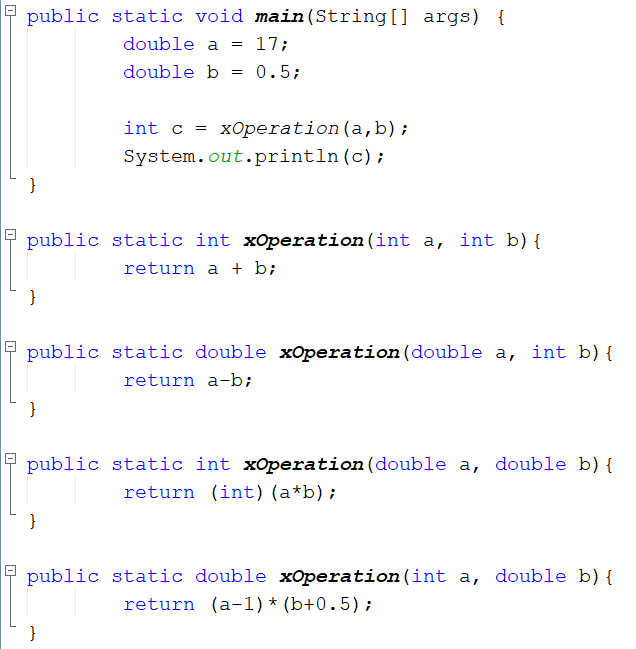 public static void main(String[] args) {
double a = 17;
double b = 0.5;
int c = xOperation(a,b);
System.out.println(c);
}
public static int xOperation(int a, int b){
return a + b;
}
public static double xOperation(double a, int b){
return a-b;
}
public static int xOperation(double a, double b){
return (int)(a*b);
}
public static double xOperation(int a, double b){
return (a-1)*(b+0.5);
}